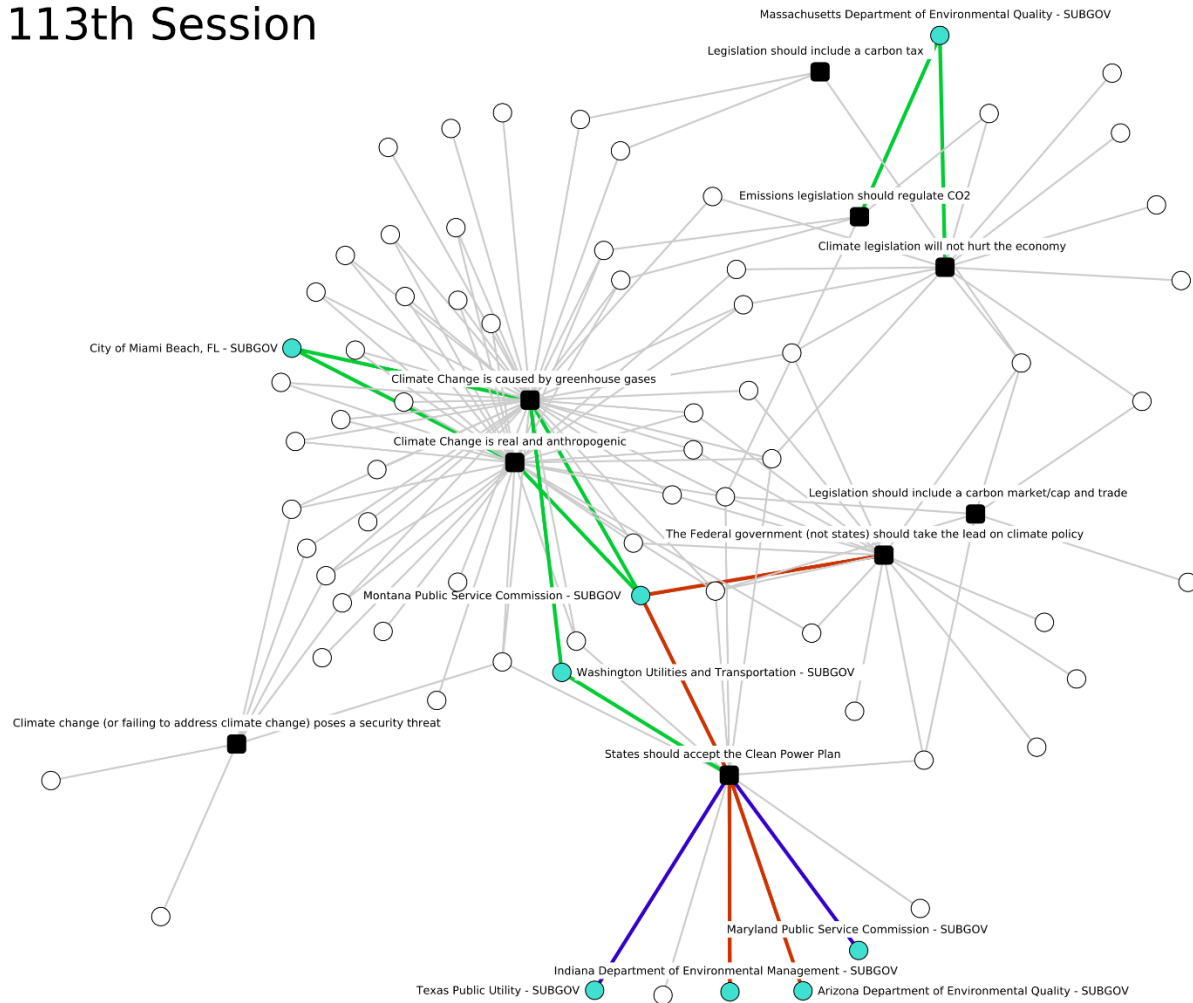 113th Session
Massachusetts Department of Environmental Quality - SUBGOV
Legislation should include a carbon tax
Emissions legislation should regulate CO2
Climate legislation will not hurt the economy
City of Miami Beach, FL - SUBGOV
Climate Change is caused by greenhouse gases
Climate Change is real and anthropogenic
Legislation should include a carbon market/cap and trade
The Federal government (not states) should take the lead on climate policy
Montana Public Service Commission - SUBGOV
Washington Utilities and Transportation - SUBGOV
Climate change (or failing to address climate change) poses a security threat
States should accept the Clean Power Plan
Maryland Public Service Commission - SUBGOV
Indiana Department of Environmental Management - SUBGOV
Texas Public Utility - SUBGOV
Arizona Department of Environmental Quality - SUBGOV